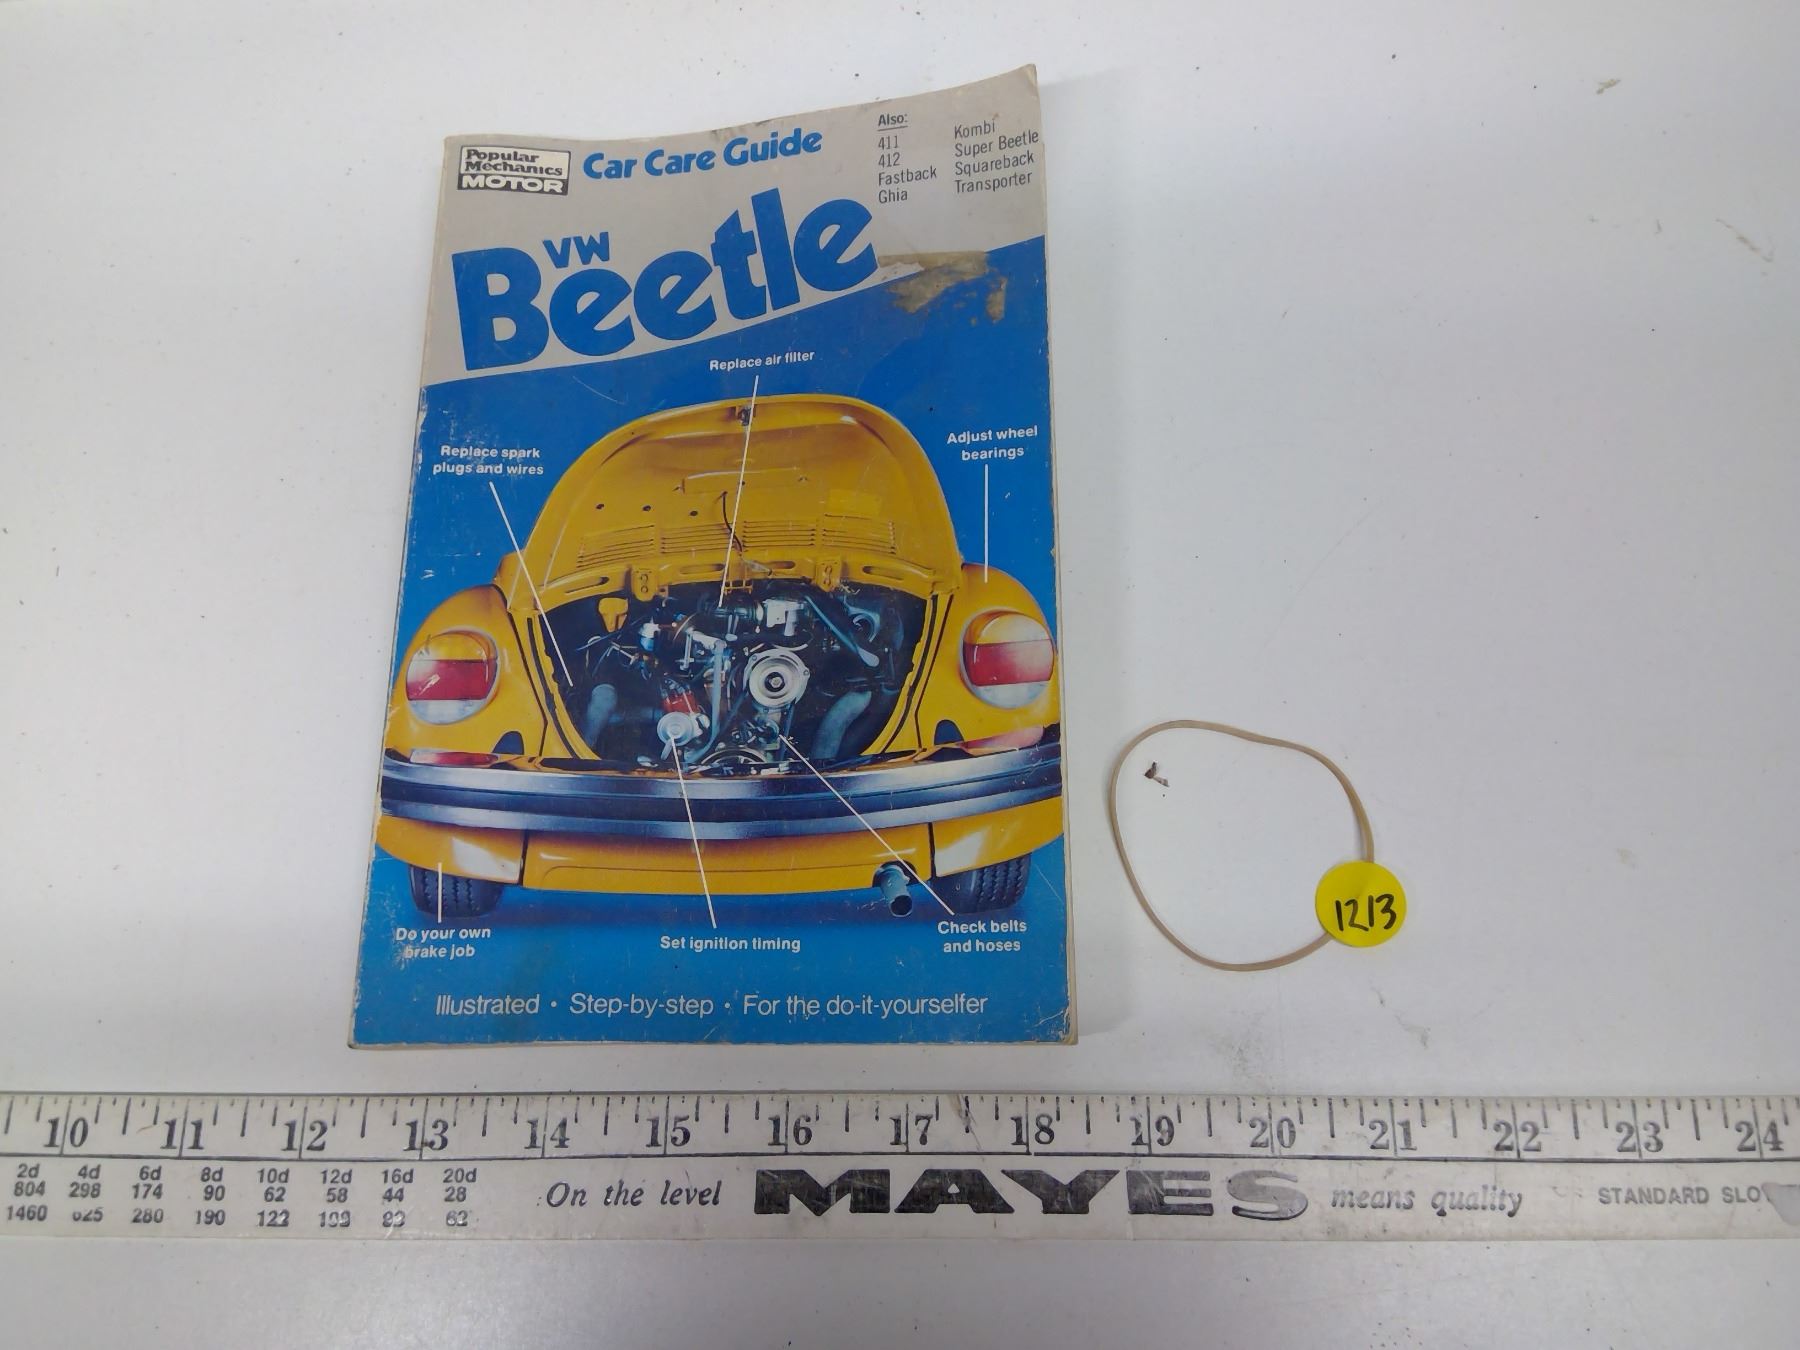 Popular
Mechanics
MOTOR
Car Care Guide
Also:
411
412
Fastback
Ghia
Kombi
Super Beetle
Squareback
Transporter
VW
Beetle
Replace air filter
Adjust wheel
bearings
Replace spark
plugs and wires
Do your own
brake job
Set ignition timing
Check belts
and hoses
Illustrated • Step-by-step • For the do-it-yourselfer
1213
10 11 12 13 14 15 16 17 18 19 20 21 22 23 24
2d 4d 6d 8d 10d 12d 16d 20d
804 298 174 90 62 58 44 28
1460 280 190 122
On the level MAYES means quality STANDARD